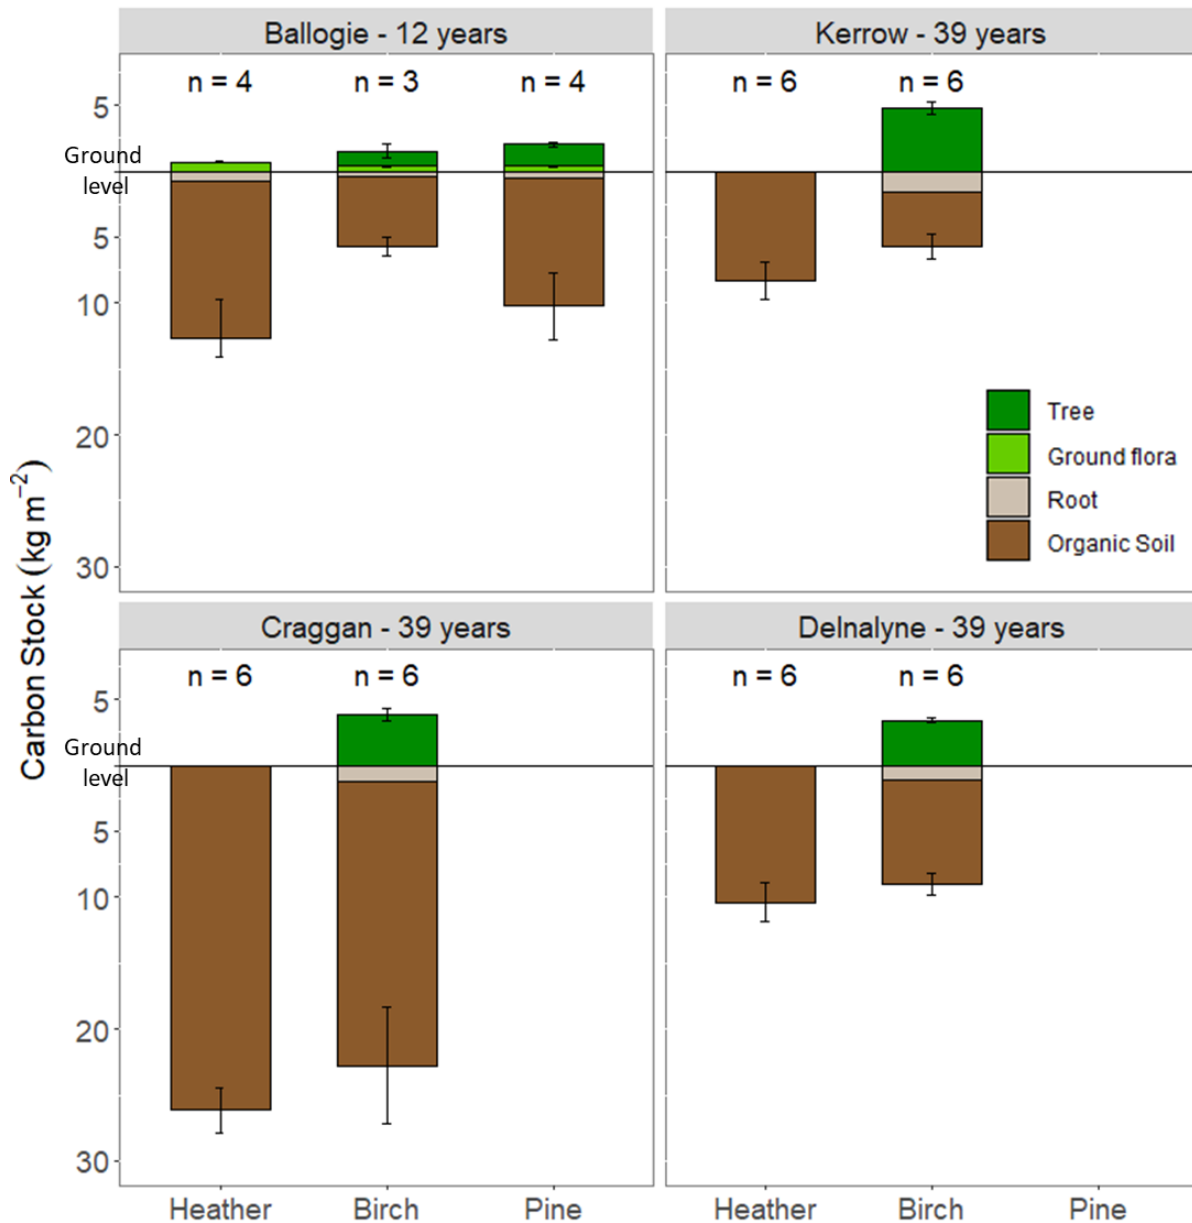 Ballogie - 12 years
Kerrow - 39 years
n = 4
n = 3
n = 4
n = 6
n = 6
5
Ground
level
5
10
20
30
Tree
Ground flora
Root
Organic Soil
Carbon Stock (kg m⁻²)
Craggan - 39 years
Delnalyne - 39 years
n = 6
n = 6
n = 6
n = 6
5
Ground
level
5
10
20
30
Heather
Birch
Pine
Heather
Birch
Pine